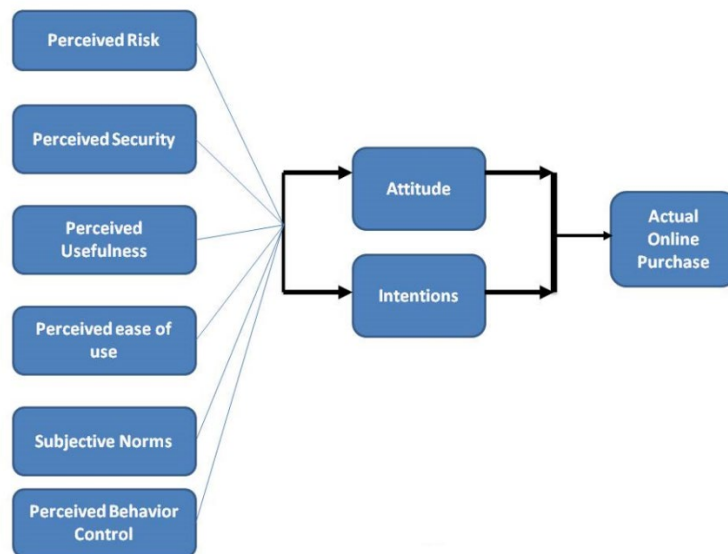 Perceived Risk
Perceived Security
Perceived
Usefulness
Perceived ease of
use
Subjective Norms
Perceived Behavior
Control
Attitude
Intentions
Actual
Online
Purchase